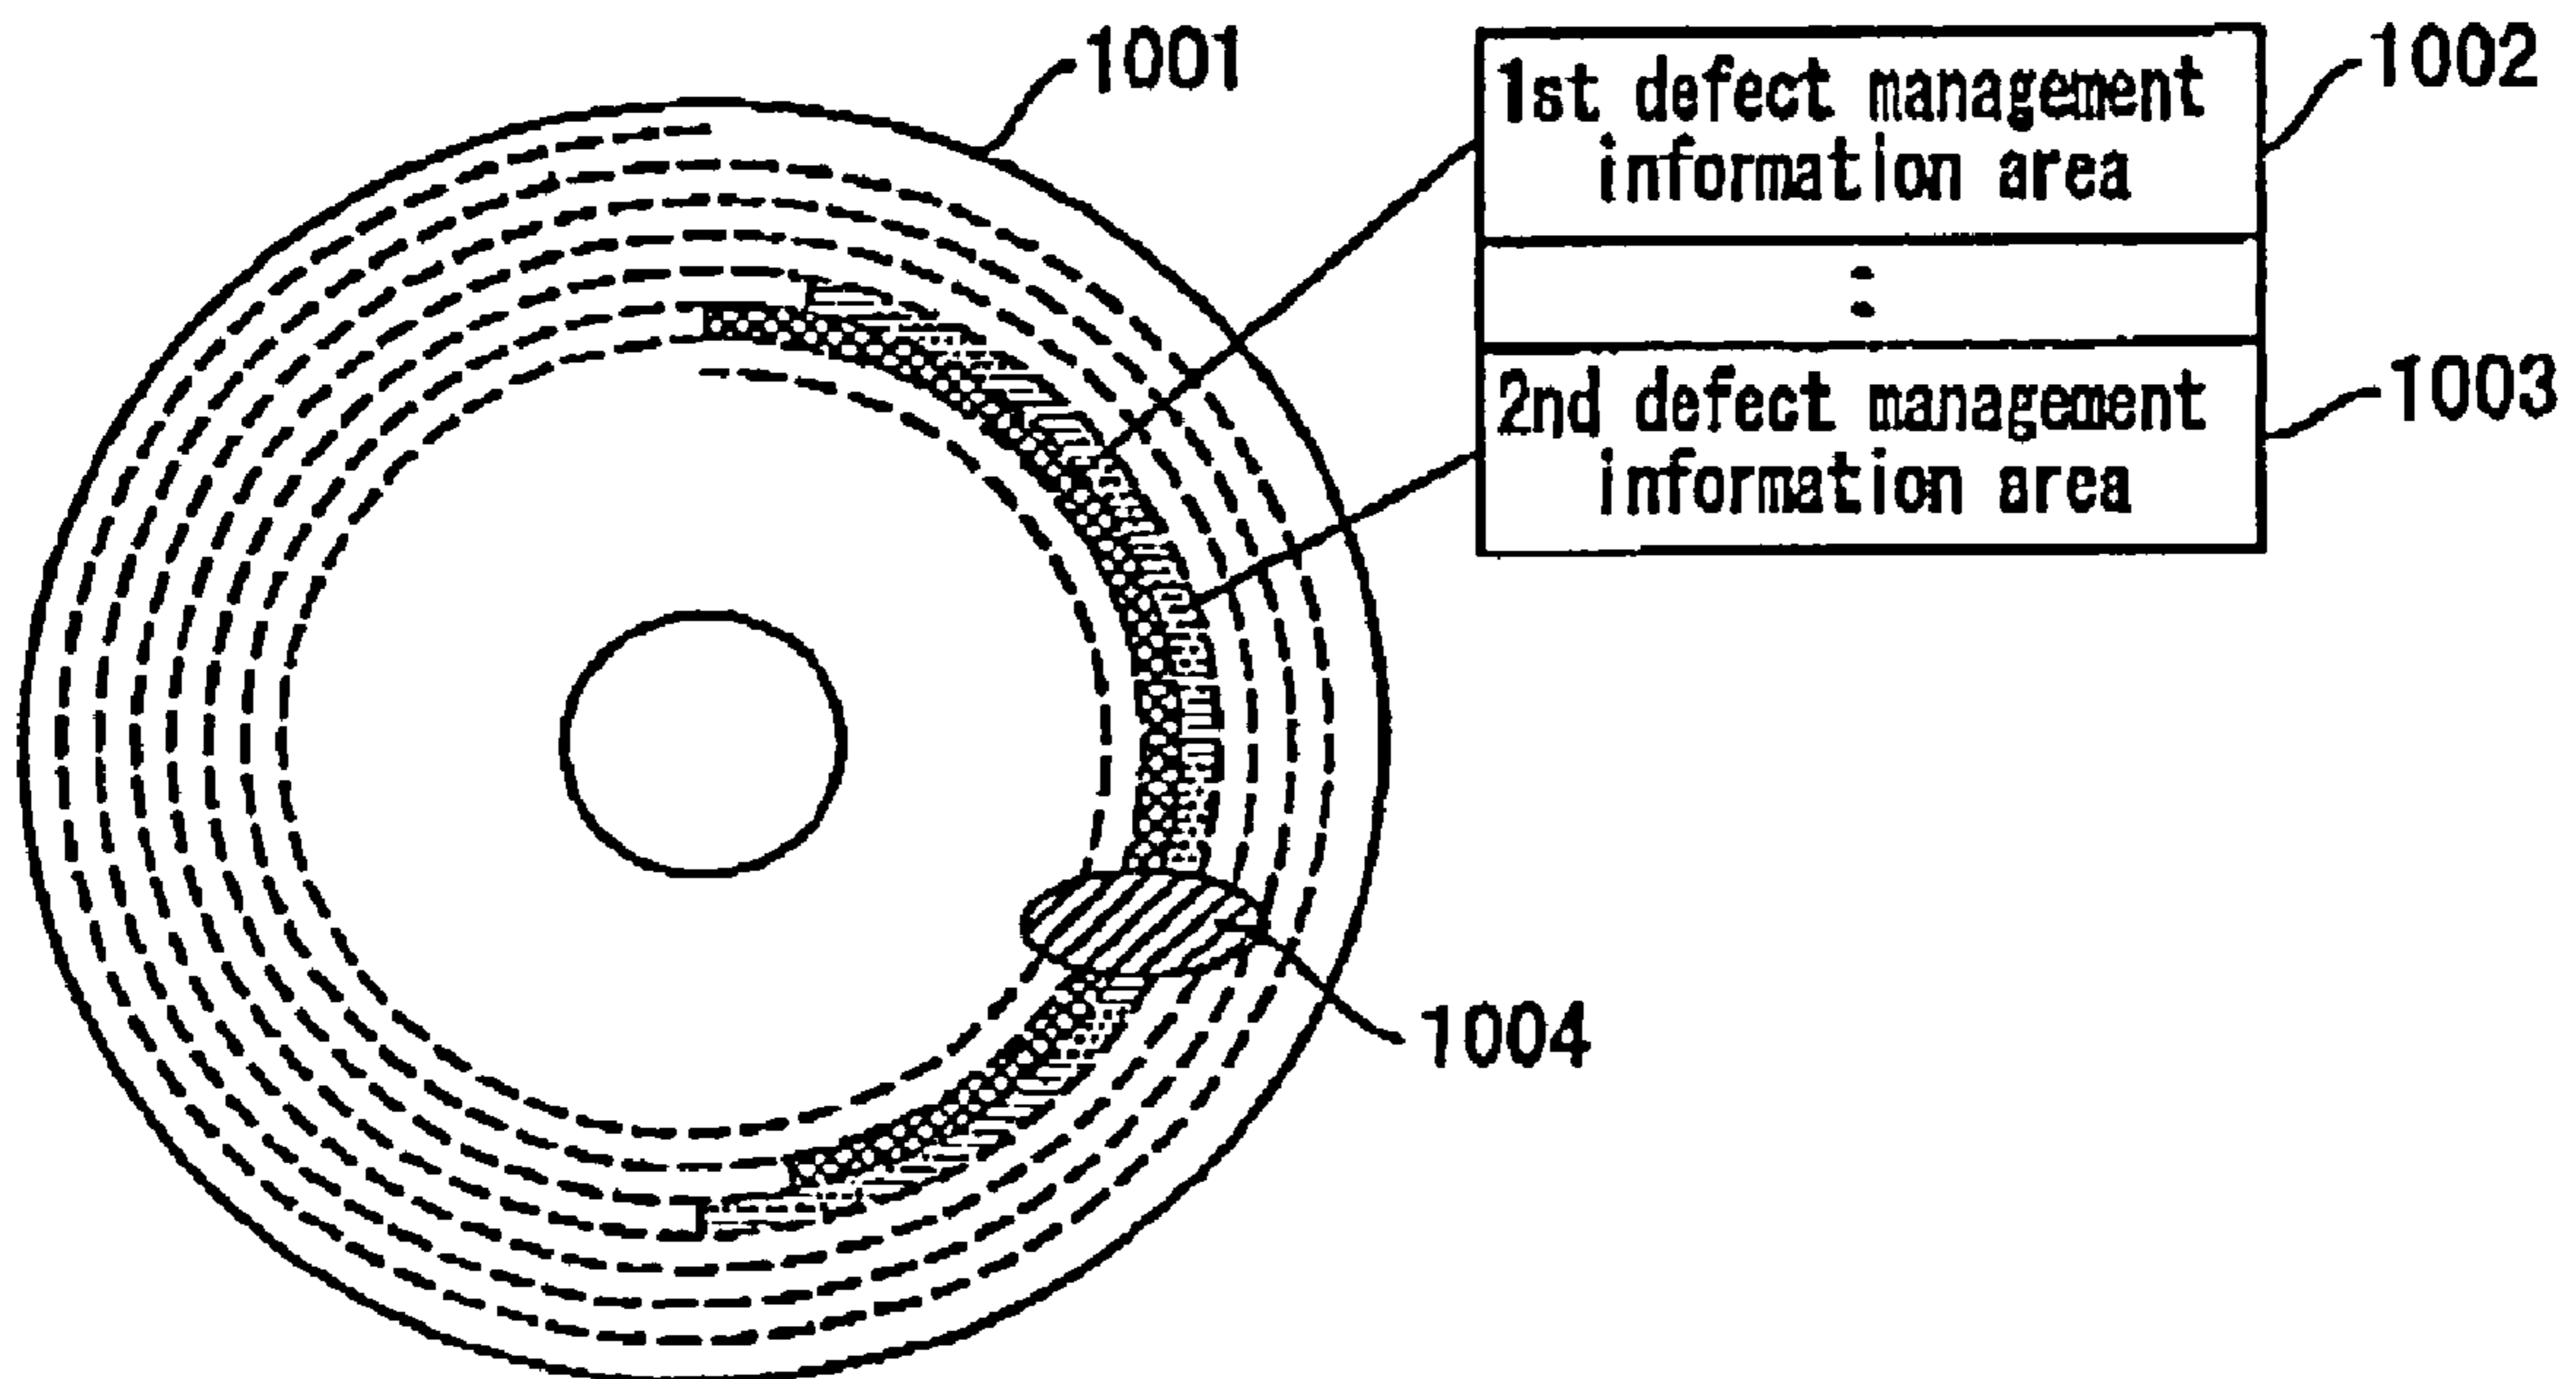 1001
1002
1st defect management
information area
:
1003
2nd defect management
information area
1004